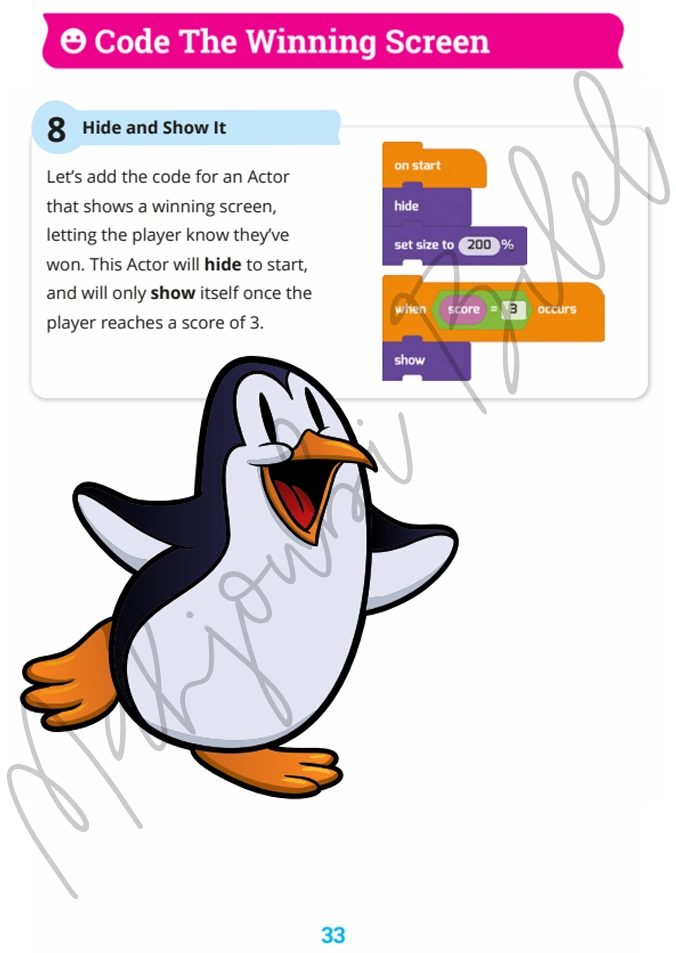 Code The Winning Screen
8 Hide and Show It
Let's add the code for an Actor
that shows a winning screen,
letting the player know they've
won. This Actor will hide to start,
and will only show itself once the
player reaches a score of 3.
on start
hide
set size to 200 %
when score = 3 occurs
show
Mahjoubi Bilel
33